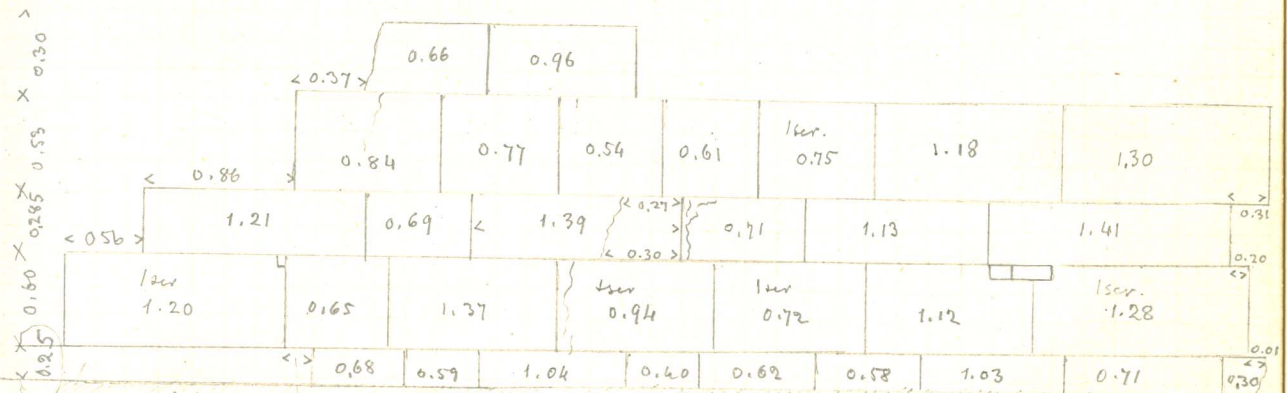 0.66 0.96
< 0.37 >
0.84 0.77 0.54 0.61 1ser. 0.75 1.18 1,30
< 0.86 >
0.31
1.21 0.69 < 1.39 > < 0.27 > 0,71 1.13 1.41
< 0.30 >
< 056 >
0.20
1ser 1.20 0.65 1.37 1ser 0.94 1ser 0.72 1.12 1ser. 1.28
0.01
0,68 0.59 1.04 0.40 0.62 0.58 1.03 0.71 0,30
< 0.25 X 0.60 X 0,285 X 0.53 X 0.30 >